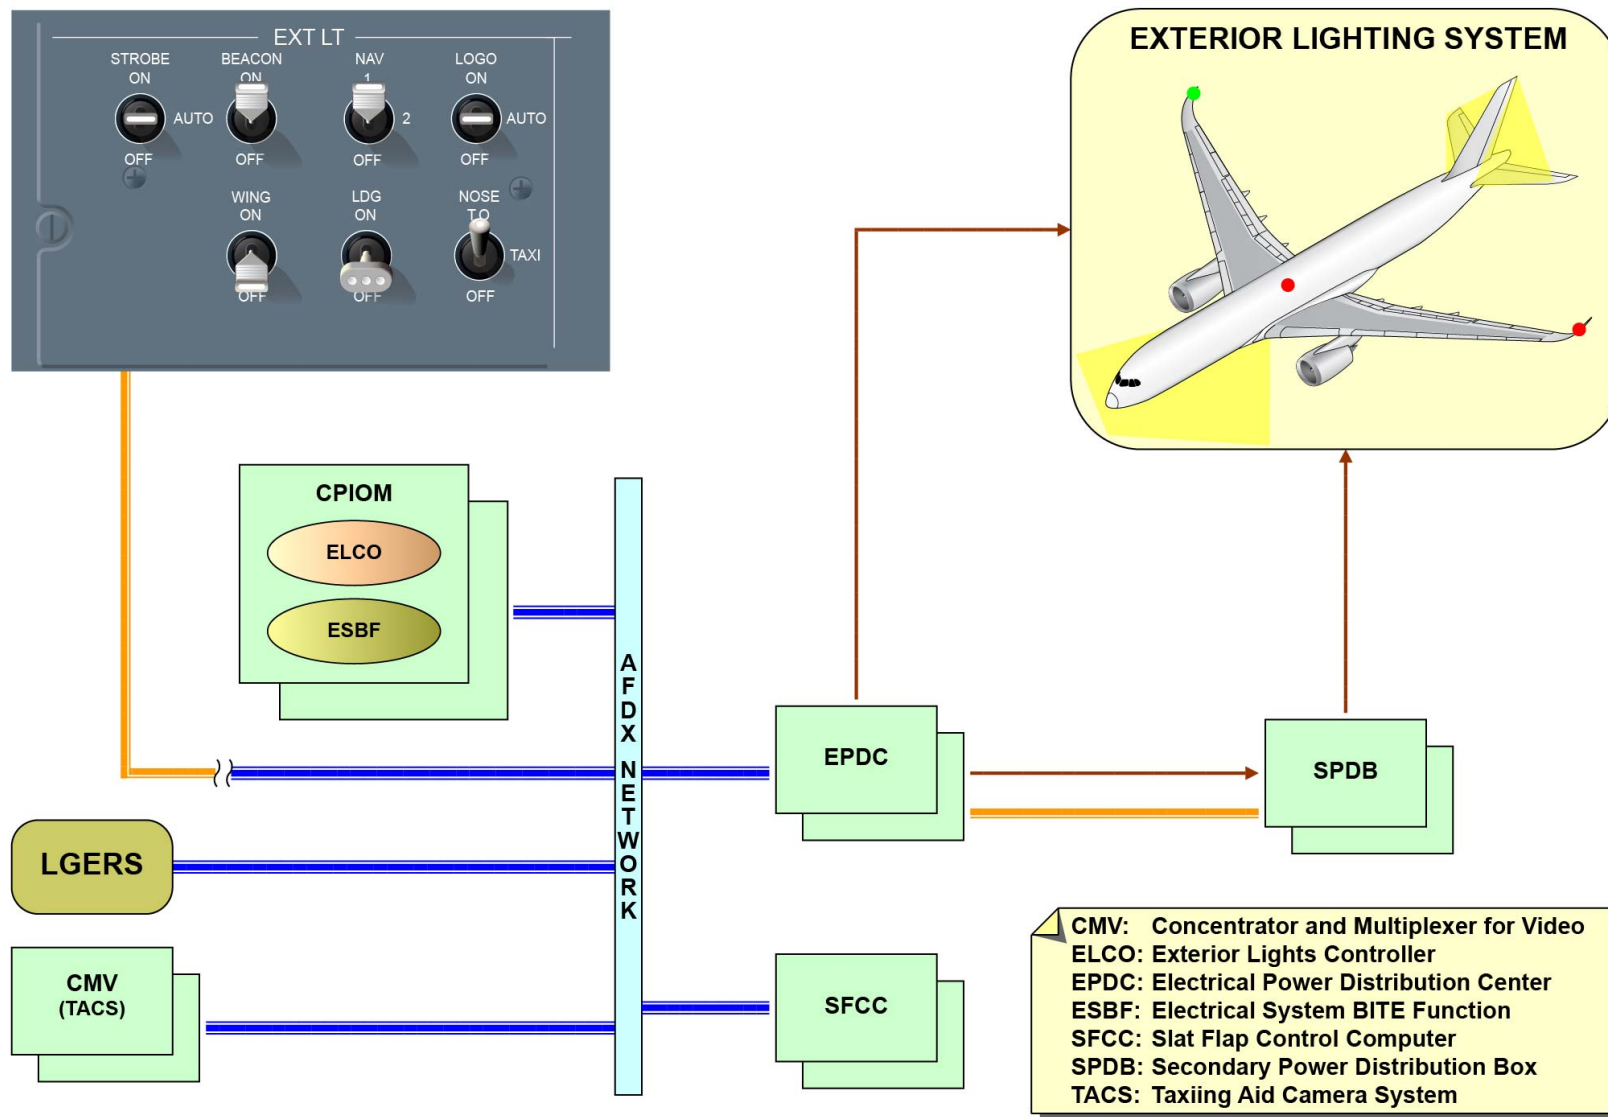 EXT LT
STROBE BEACON NAV LOGO
ON ON 1 ON
AUTO 2 AUTO
OFF OFF OFF OFF
WING LDG NOSE
ON ON T.O
TAXI
OFF OFF OFF
EXTERIOR LIGHTING SYSTEM
CPIOM
ELCO
ESBF
AFDX NETWORK
EPDC
SPDB
LGERS
CMV
(TACS)
SFCC
CMV: Concentrator and Multiplexer for Video
ELCO: Exterior Lights Controller
EPDC: Electrical Power Distribution Center
ESBF: Electrical System BITE Function
SFCC: Slat Flap Control Computer
SPDB: Secondary Power Distribution Box
TACS: Taxiing Aid Camera System